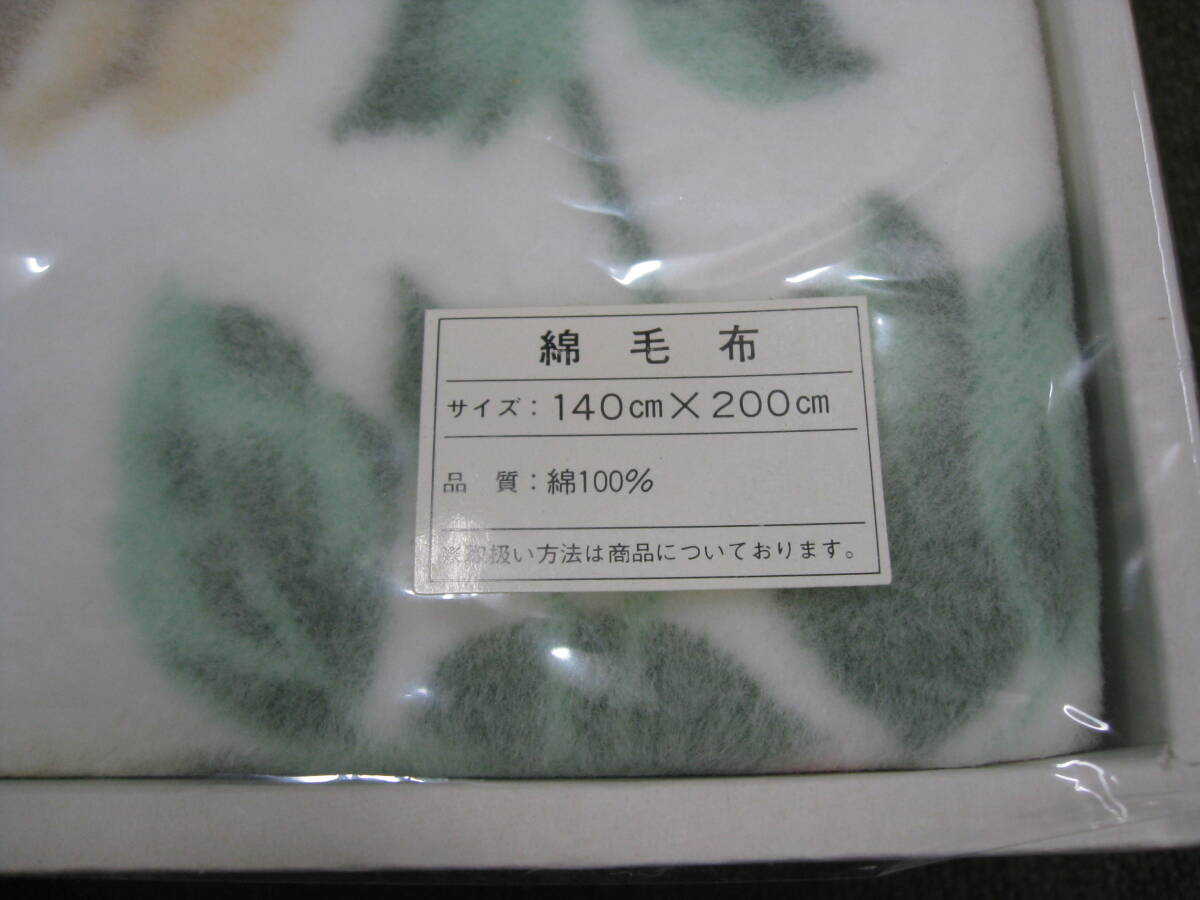 綿毛布
サイズ：140cm×200cm
品質：綿100%
※取扱い方法は商品についております。